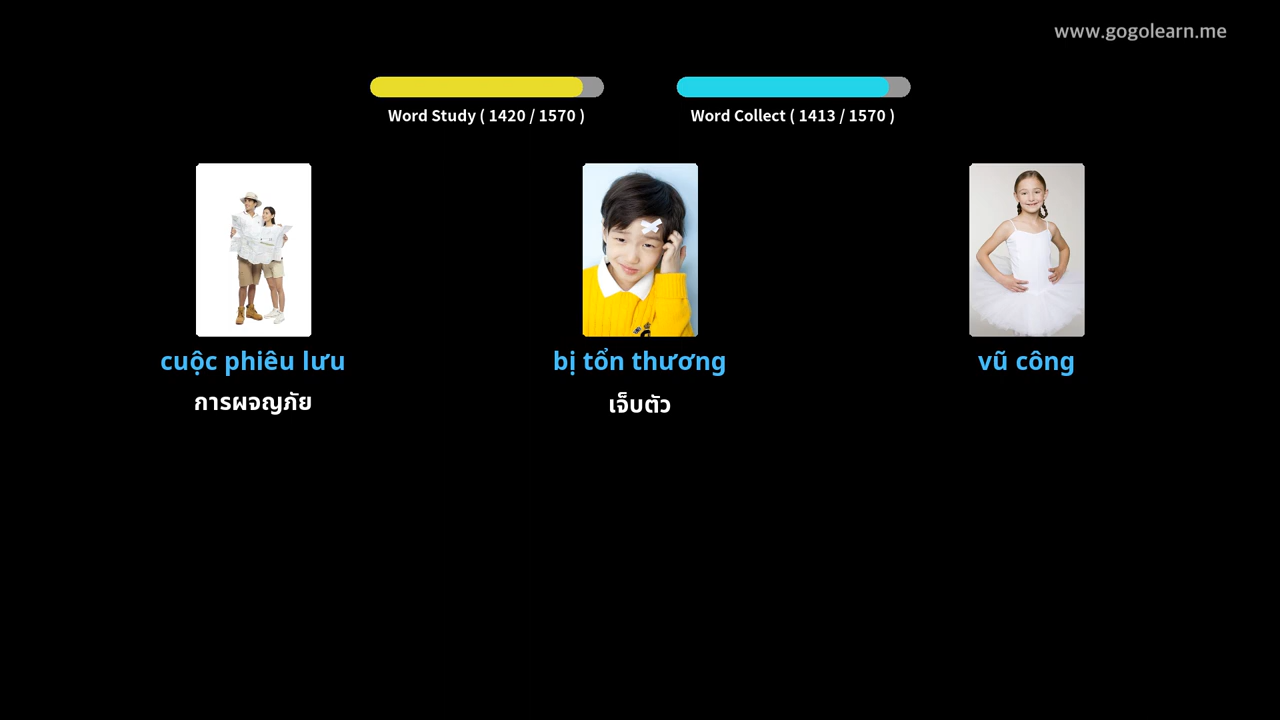 www.gogolearn.me
Word Study ( 1420 / 1570 )
Word Collect ( 1413 / 1570 )
cuộc phiêu lưu
การผจญภัย
bị tổn thương
เจ็บตัว
vũ công